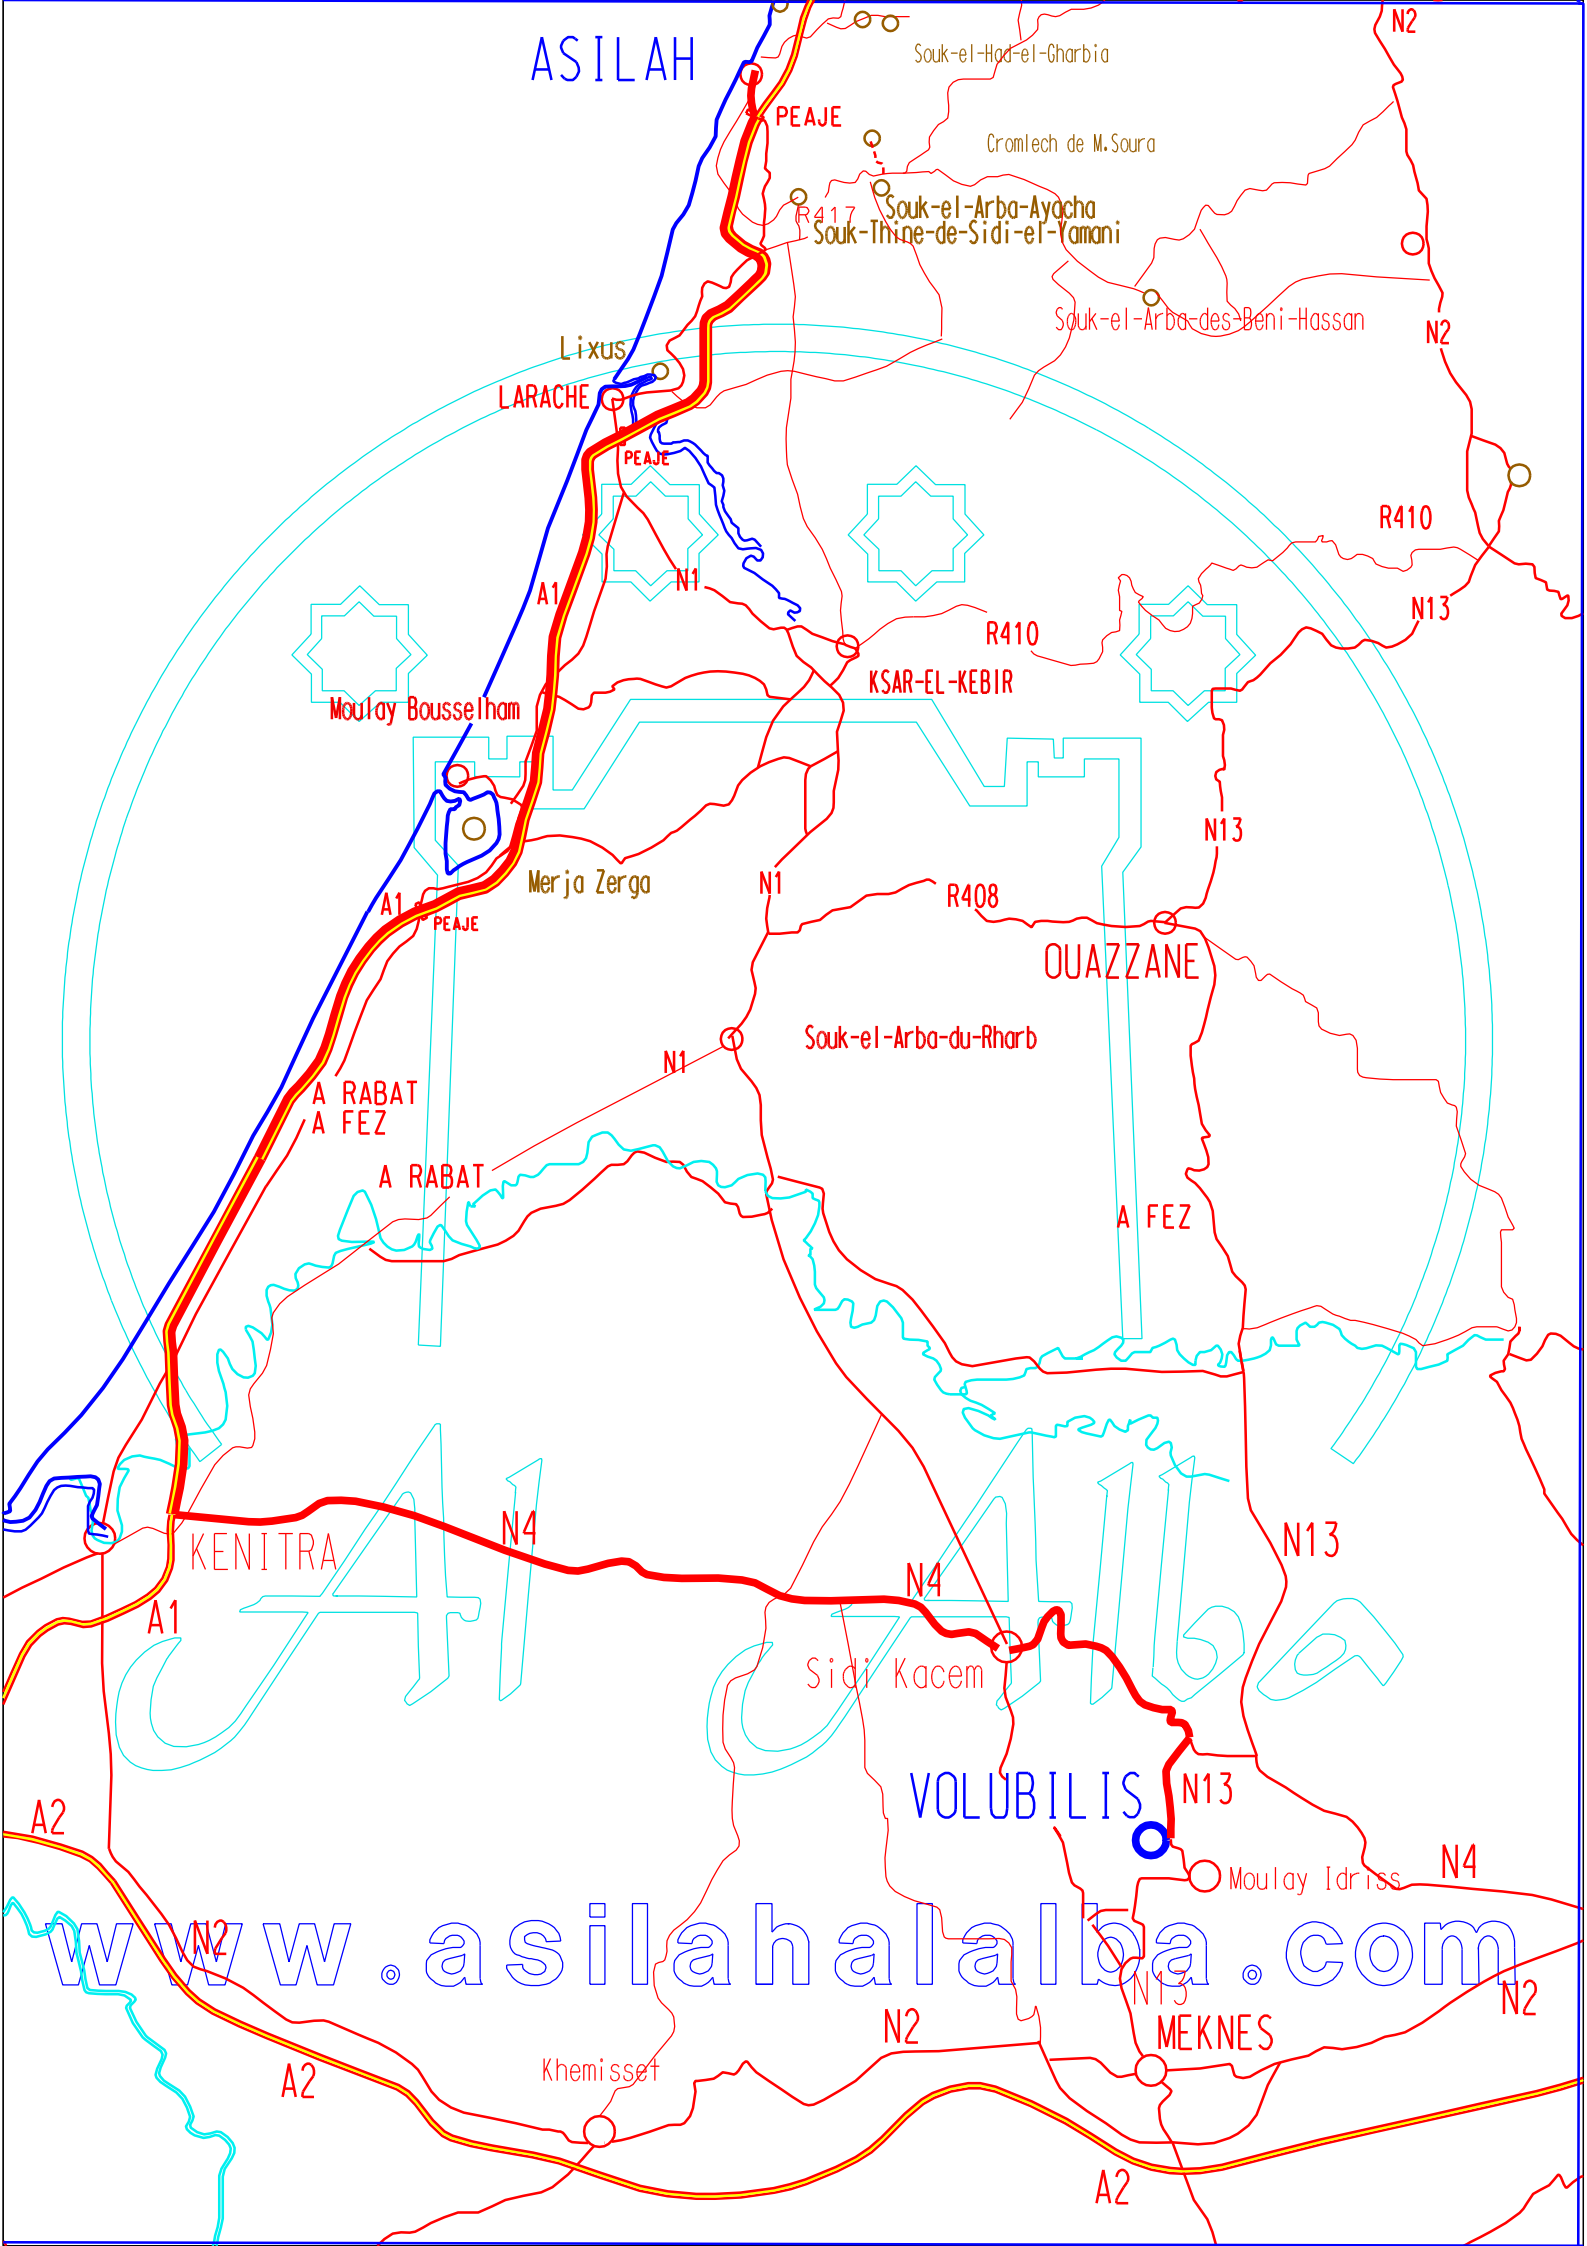 N2
ASILAH
Souk-el-Had-el-Gharbia
PEAJE
Cromlech de M.Soura
R417
Souk-el-Arba-Ayacha
Souk-Thine-de-Sidi-el-Yamani
Souk-el-Arba-des-Beni-Hassan
N2
Lixus
LARACHE
PEAJE
R410
N1
A1
N13
R410
KSAR-EL-KEBIR
Moulay Bousselham
N13
Merja Zerga
N1
R408
A1
PEAJE
OUAZZANE
Souk-el-Arba-du-Rharb
N1
A RABAT
A FEZ
A RABAT
A FEZ
N4
N13
KENITRA
N4
A1
Sidi Kacem
Al Alba
VOLUBILIS
N13
A2
N4
Moulay Idriss
www.asilahalalba.com
N2
N13
N2
N2
MEKNES
Khemisset
A2
A2